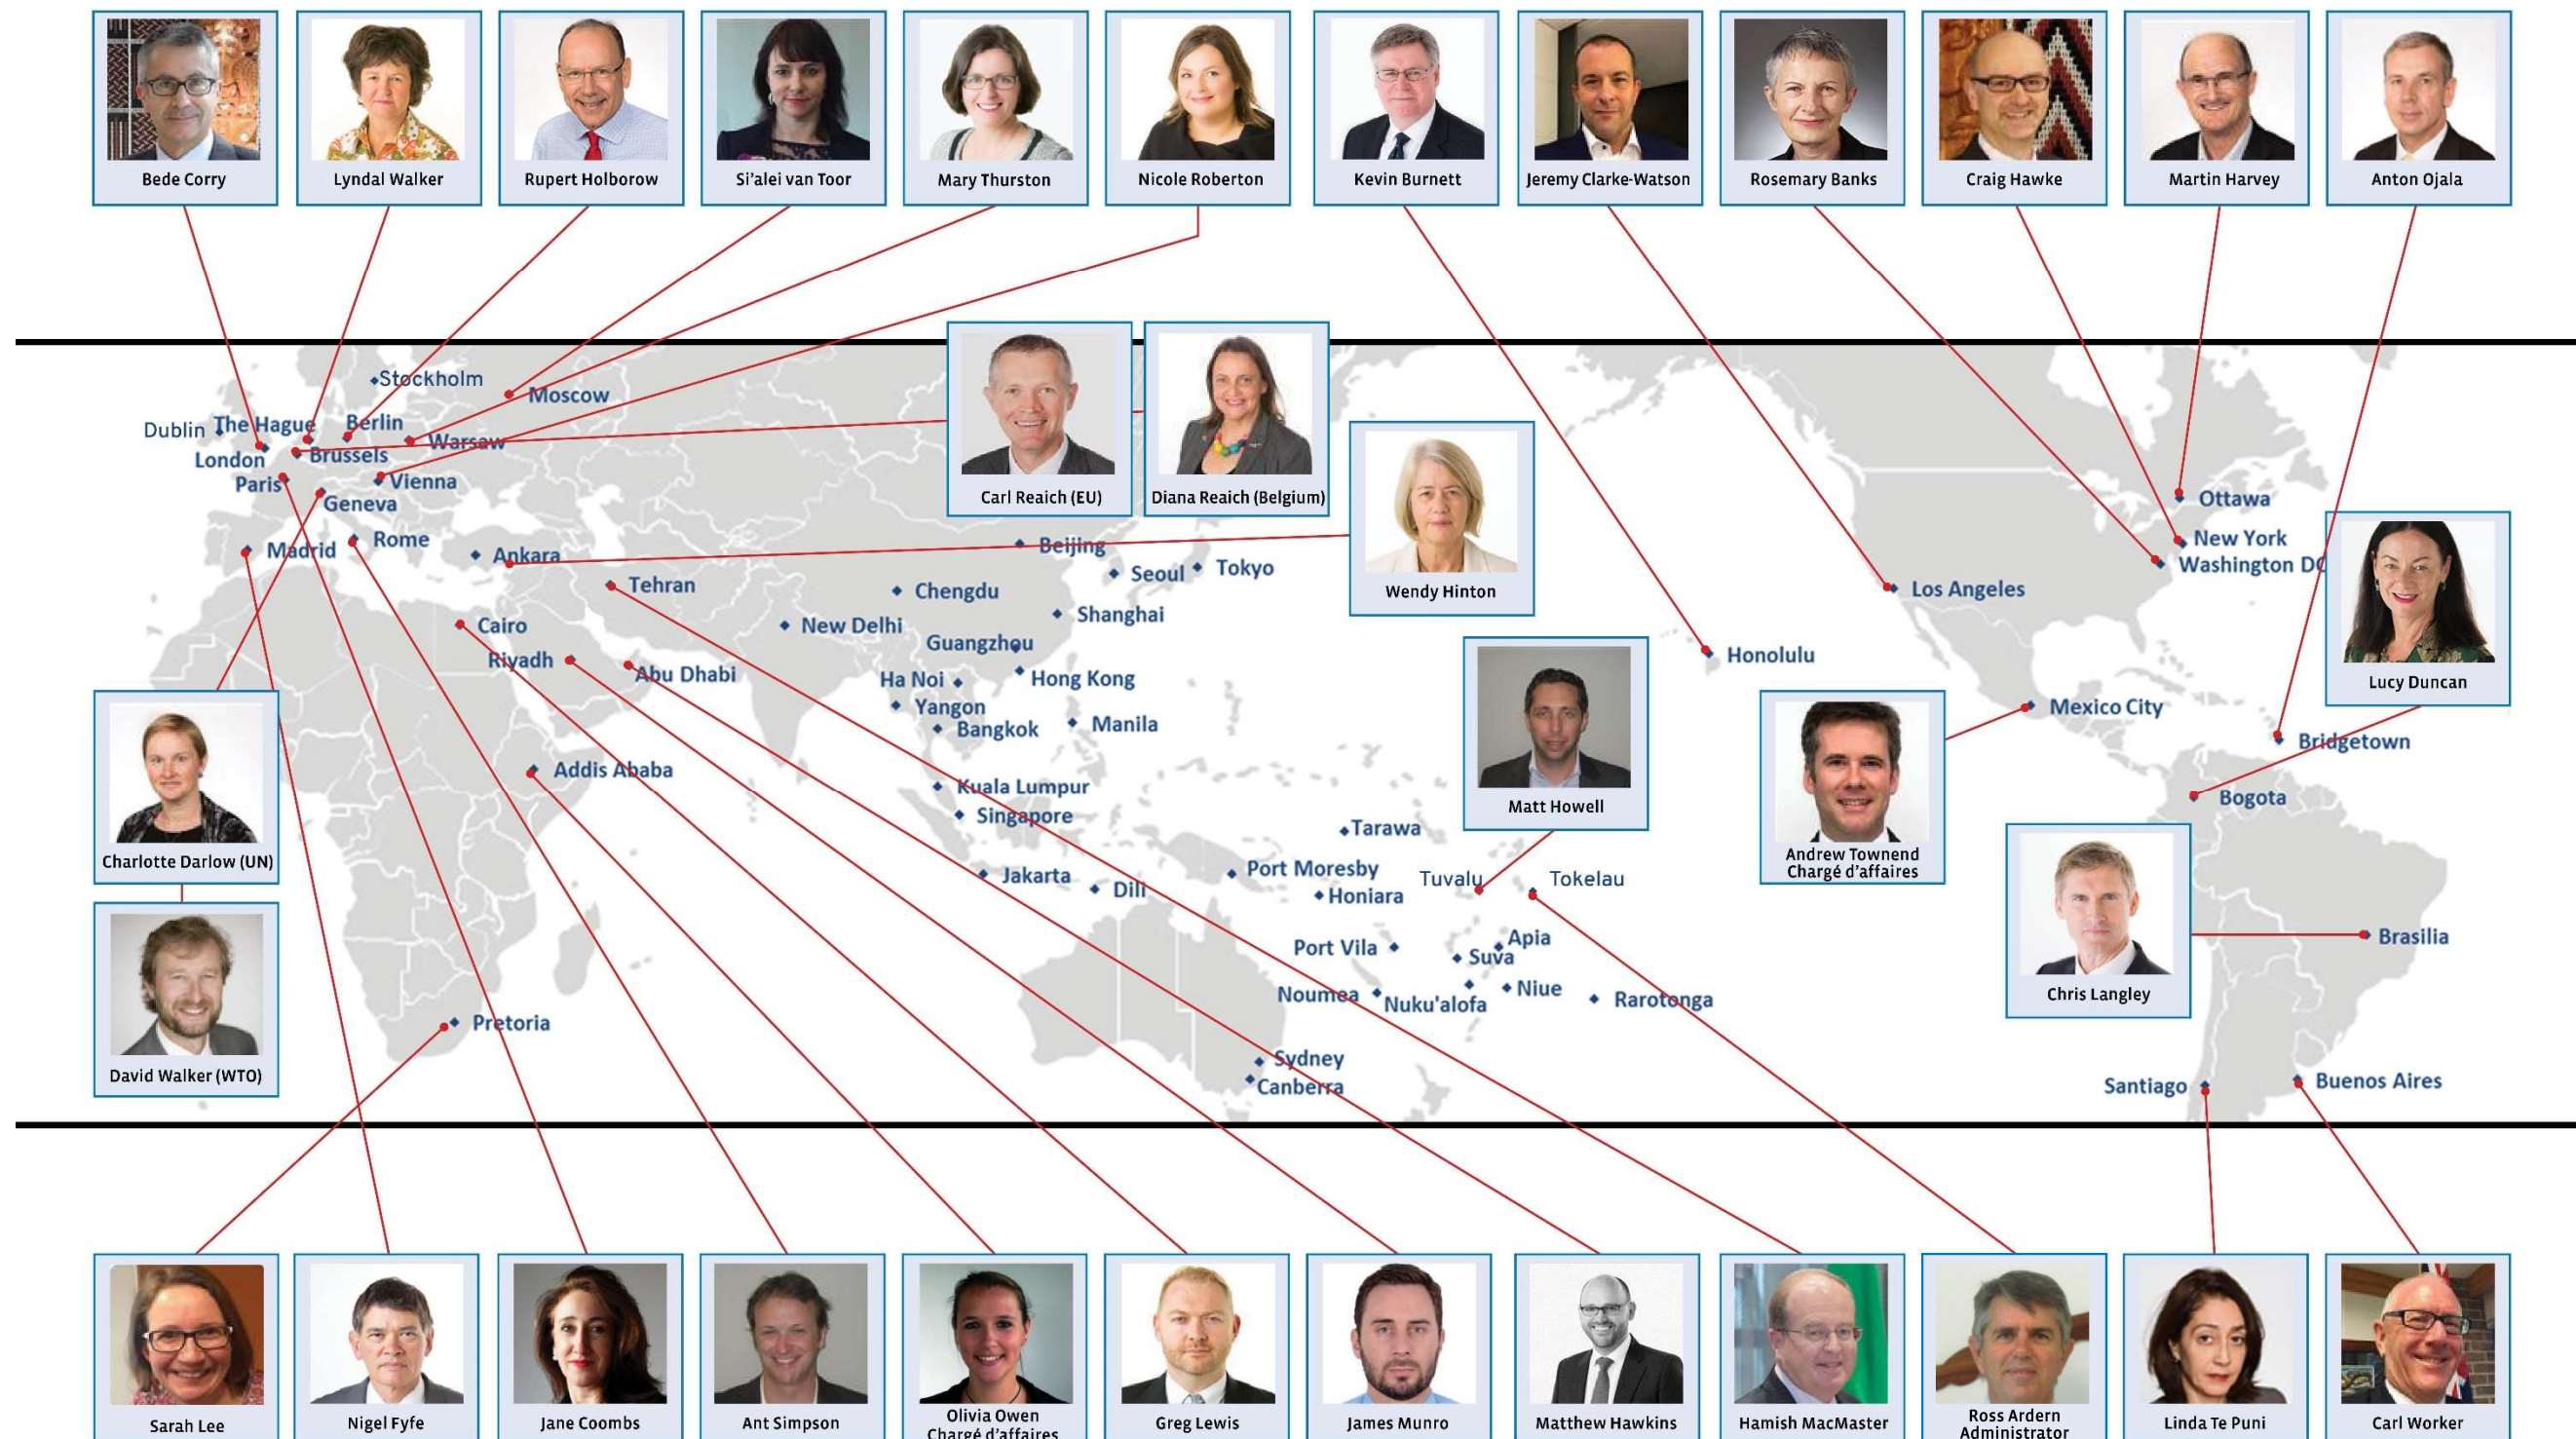 Bede Corry
Lyndal Walker
Rupert Holborow
Si'alei van Toor
Mary Thurston
Nicole Roberton
Kevin Burnett
Jeremy Clarke-Watson
Rosemary Banks
Craig Hawke
Martin Harvey
Anton Ojala
Stockholm
Moscow
Dublin
The Hague
Berlin
Warsaw
London
Brussels
Paris
Vienna
Geneva
Carl Reaich (EU)
Diana Reaich (Belgium)
Ottawa
Madrid
Rome
Ankara
Beijing
New York
Washington DC
Seoul
Tokyo
Tehran
Chengdu
Wendy Hinton
Los Angeles
Shanghai
Cairo
New Delhi
Guangzhou
Riyadh
Abu Dhabi
Ha Noi
Hong Kong
Honolulu
Lucy Duncan
Yangon
Bangkok
Manila
Mexico City
Bridgetown
Addis Ababa
Kuala Lumpur
Singapore
Matt Howell
Bogota
Tarawa
Charlotte Darlow (UN)
Andrew Townend
Chargé d'affaires
Jakarta
Dili
Port Moresby
Honiara
Tuvalu
Tokelau
Port Vila
Apia
Suva
Brasilia
Noumea
Nuku'alofa
Niue
Rarotonga
Chris Langley
Pretoria
David Walker (WTO)
Sydney
Canberra
Santiago
Buenos Aires
Sarah Lee
Nigel Fyfe
Jane Coombs
Ant Simpson
Olivia Owen
Chargé d'affaires
Greg Lewis
James Munro
Matthew Hawkins
Hamish MacMaster
Ross Ardern
Administrator
Linda Te Puni
Carl Worker